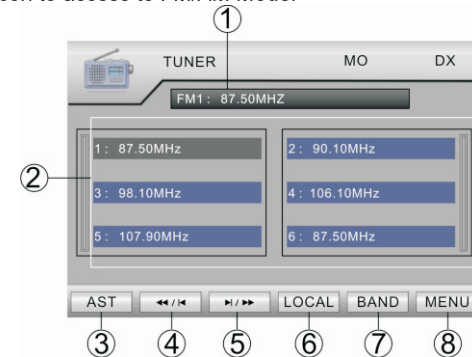 to access to FM/AM Mode.
①
TUNER MO DX
FM1: 87.50MHZ
②
1: 87.50MHz 2: 90.10MHz
3: 98.10MHz 4: 106.10MHz
5: 107.90MHz 6: 87.50MHz
AST ◀◀ / |◀ ▶| / ▶▶ LOCAL BAND MENU
③ ④ ⑤ ⑥ ⑦ ⑧